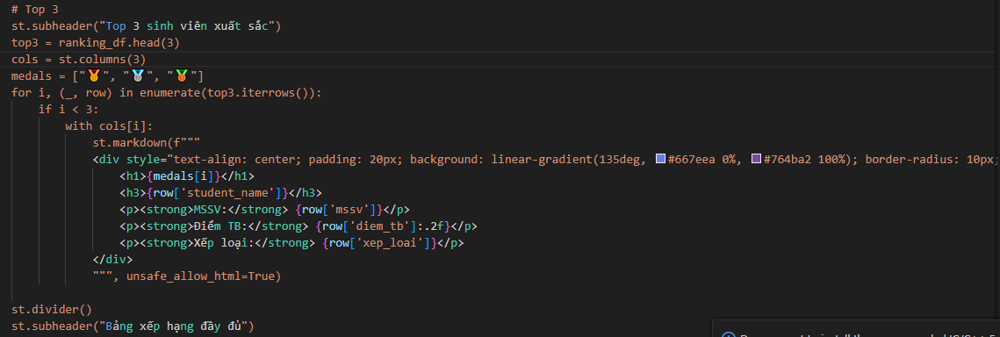 # Top 3
st.subheader("Top 3 sinh viên xuất sắc")
top3 = ranking_df.head(3)
cols = st.columns(3)
medals = ["🥇", "🥈", "🥉"]
for i, (_, row) in enumerate(top3.iterrows()):
    if i < 3:
        with cols[i]:
            st.markdown(f"""
            <div style="text-align: center; padding: 20px; background: linear-gradient(135deg, #667eea 0%, #764ba2 100%); border-radius: 10px;
                <h1>{medals[i]}</h1>
                <h3>{row['student_name']}</h3>
                <p><strong>MSSV:</strong> {row['mssv']}</p>
                <p><strong>Điểm TB:</strong> {row['diem_tb']:.2f}</p>
                <p><strong>Xếp loại:</strong> {row['xep_loai']}</p>
            </div>
            """, unsafe_allow_html=True)
st.divider()
st.subheader("Bảng xếp hạng đầy đủ")